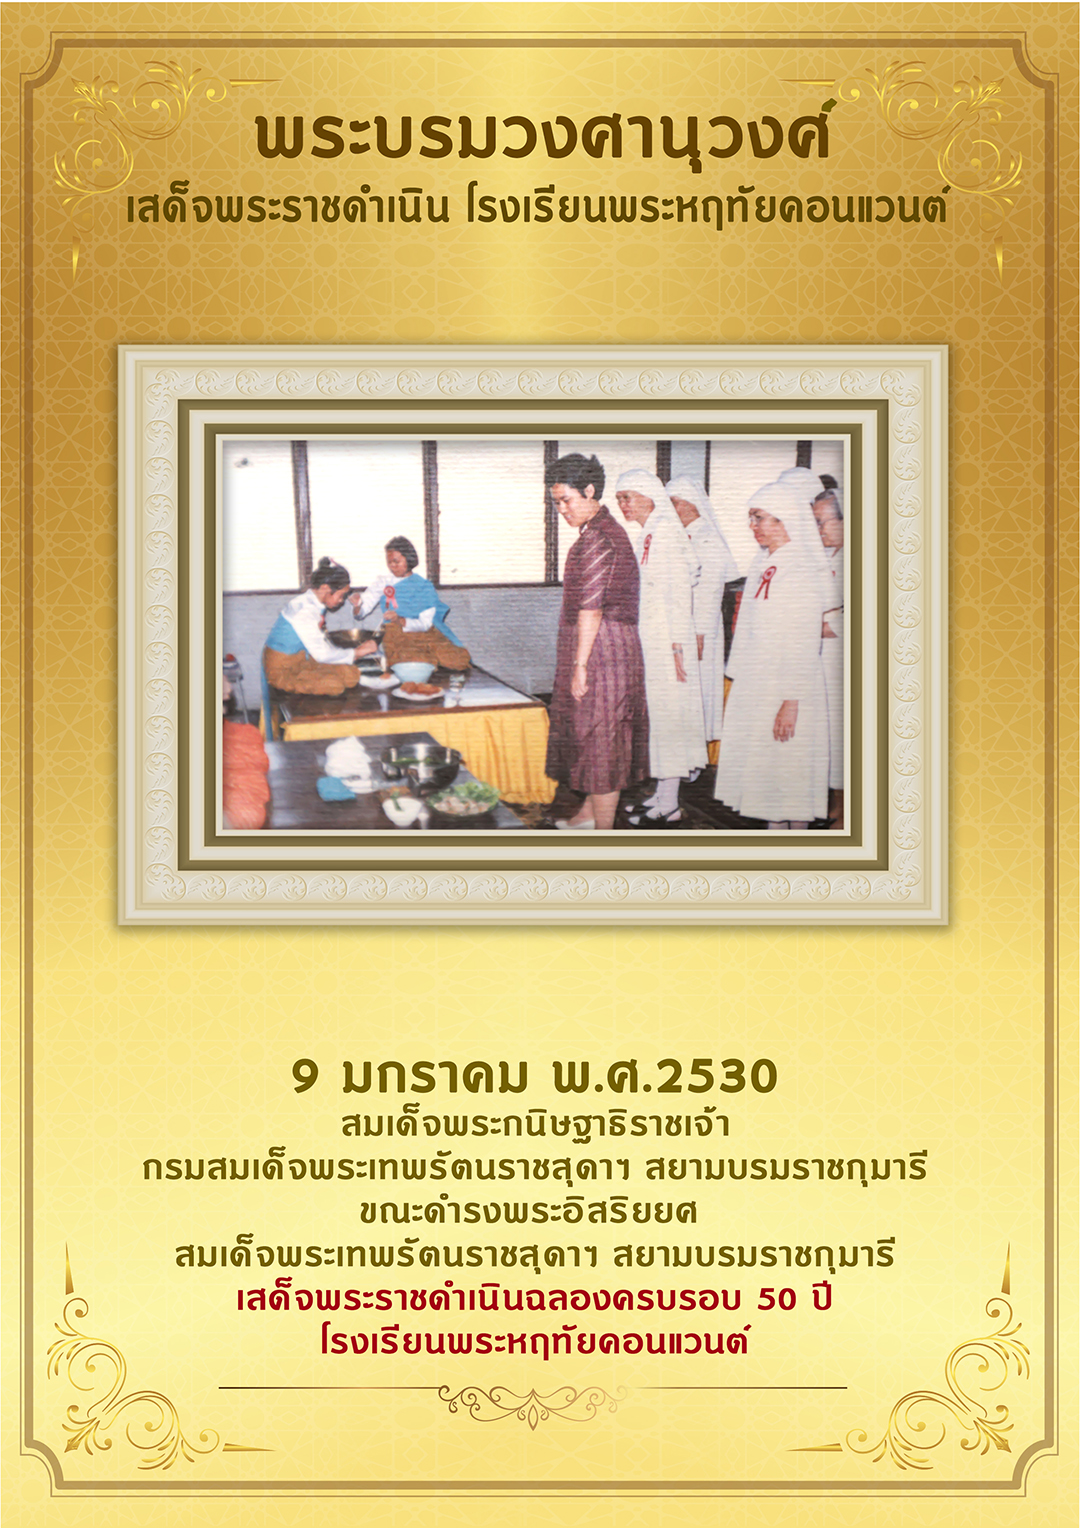 พระบรมวงศานุวงศ์
เสด็จพระราชดำเนิน โรงเรียนพระหฤทัยคอนแวนต์
9 มกราคม พ.ศ.2530
สมเด็จพระกนิษฐาธิราชเจ้า
กรมสมเด็จพระเทพรัตนราชสุดาฯ สยามบรมราชกุมารี
ขณะดำรงพระอิสริยยศ
สมเด็จพระเทพรัตนราชสุดาฯ สยามบรมราชกุมารี
เสด็จพระราชดำเนินฉลองครบรอบ 50 ปี
โรงเรียนพระหฤทัยคอนแวนต์